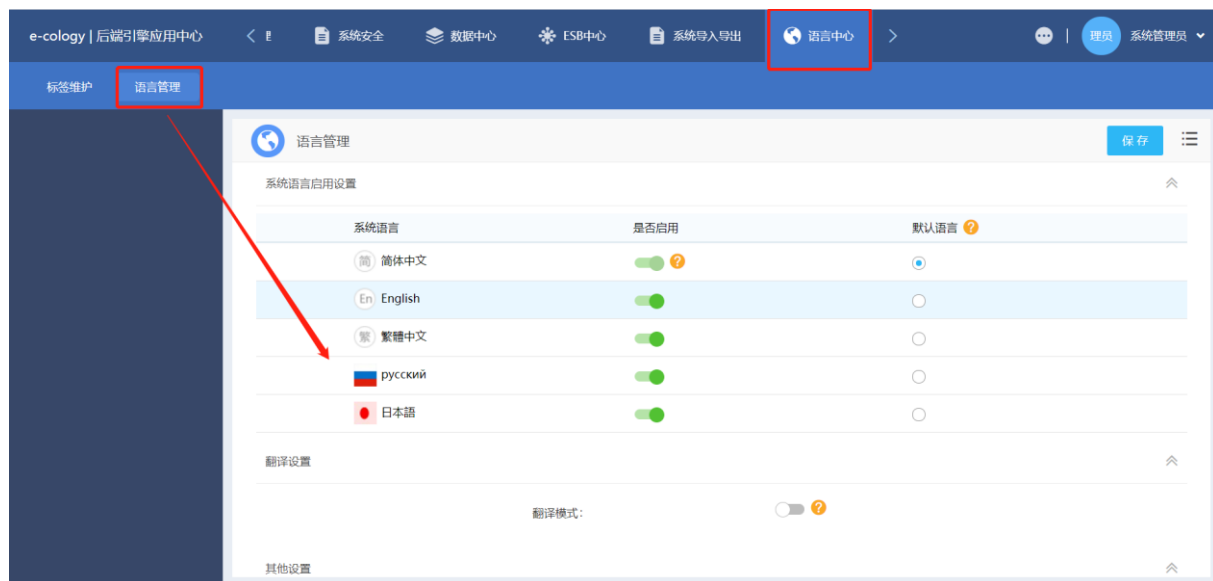 e-cology | 后端引擎应用中心 系统安全 数据中心 ESB中心 系统导入导出 语言中心 理员 系统管理员
标签维护 语言管理
语言管理 保存
系统语言启用设置
系统语言 是否启用 默认语言 ?
简 简体中文 ?
En English
繁 繁體中文
русский
日本語
翻译设置
翻译模式: ?
其他设置